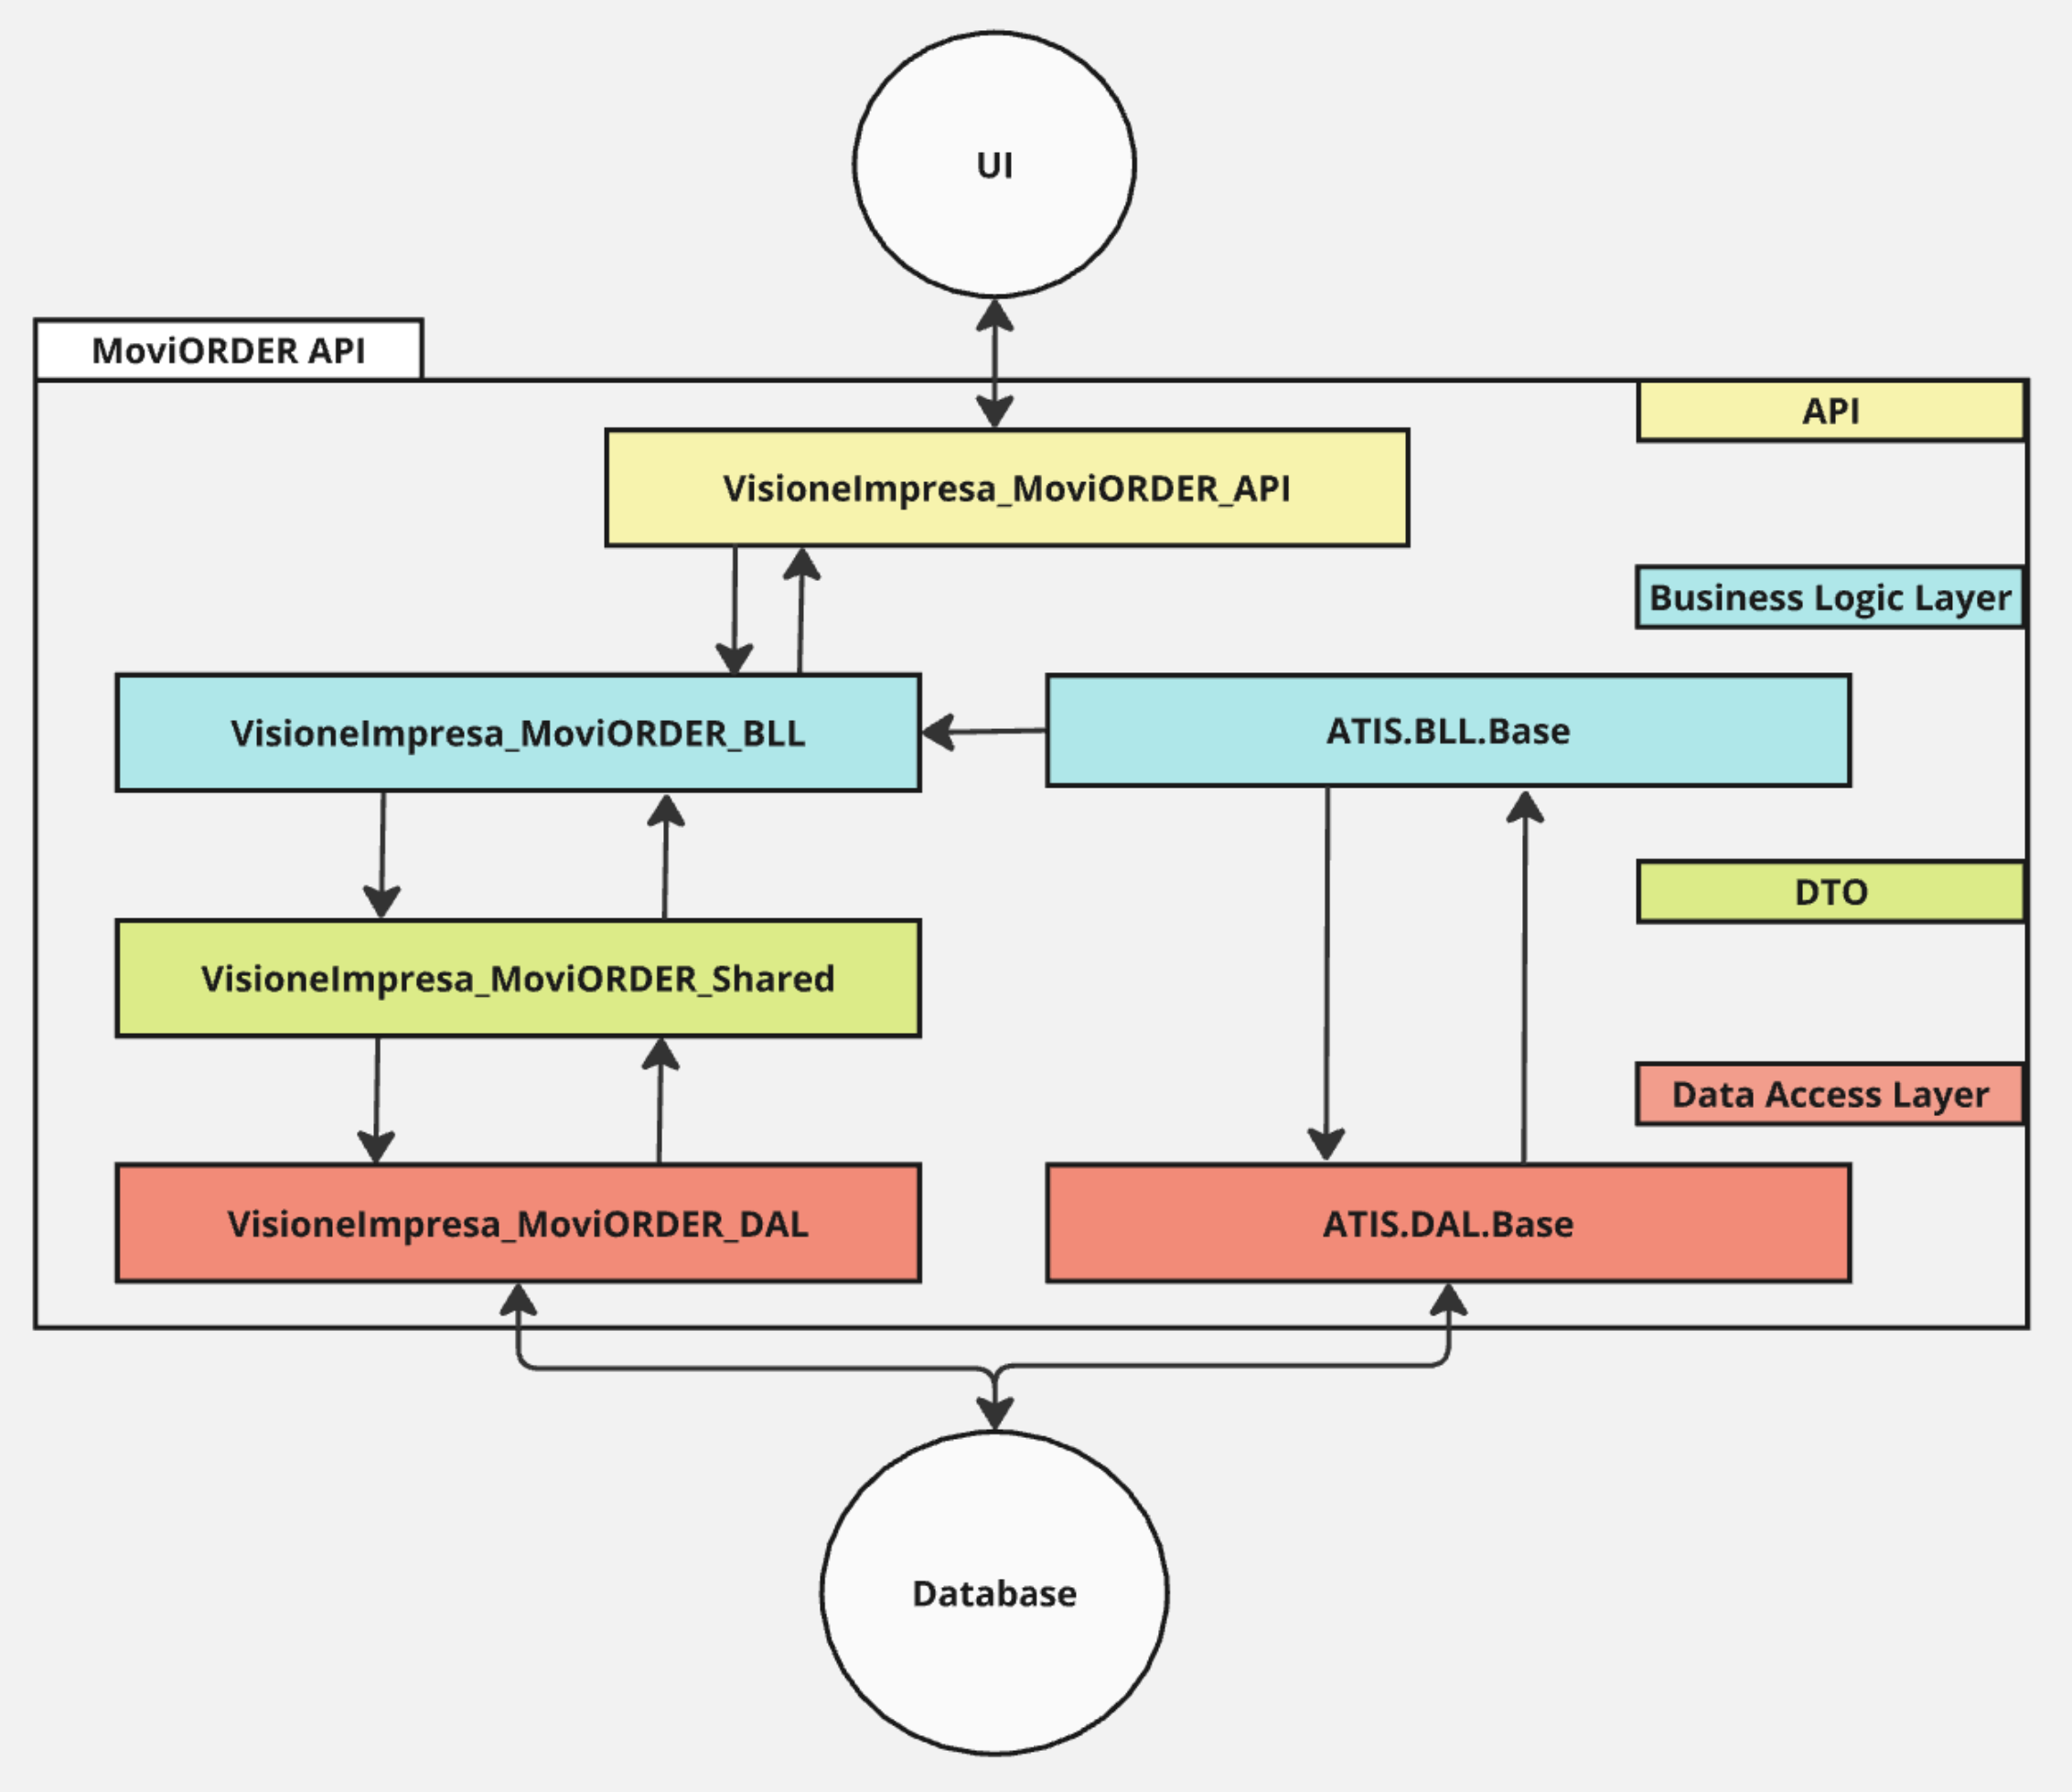 UI
MoviORDER API
API
VisioneImpresa_MoviORDER_API
Business Logic Layer
VisioneImpresa_MoviORDER_BLL
ATIS.BLL.Base
DTO
VisioneImpresa_MoviORDER_Shared
Data Access Layer
VisioneImpresa_MoviORDER_DAL
ATIS.DAL.Base
Database